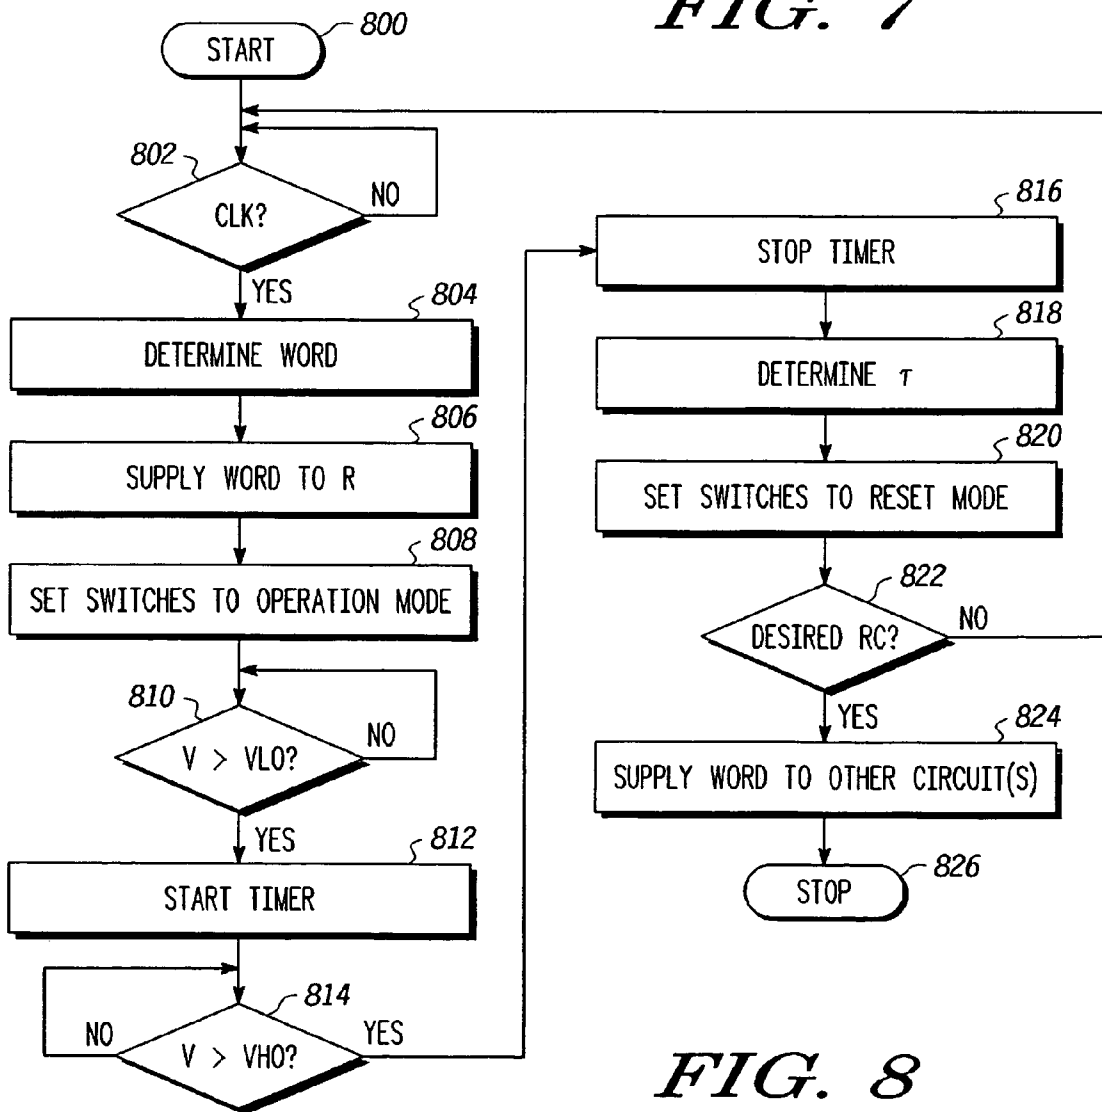 FIG. 7
800
START
802
CLK?
NO
YES
804
DETERMINE WORD
806
SUPPLY WORD TO R
808
SET SWITCHES TO OPERATION MODE
810
V > VLO?
NO
YES
812
START TIMER
814
V > VHO?
NO
YES
816
STOP TIMER
818
DETERMINE τ
820
SET SWITCHES TO RESET MODE
822
DESIRED RC?
NO
YES
824
SUPPLY WORD TO OTHER CIRCUIT(S)
826
STOP
FIG. 8